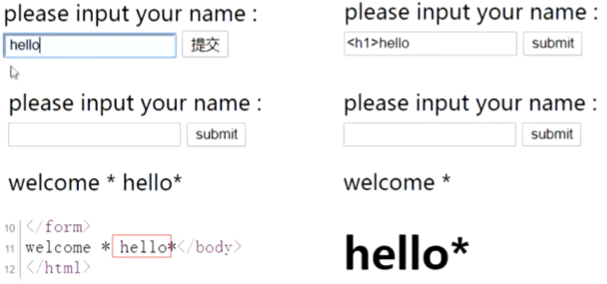 please input your name :
hello 提交
please input your name :
submit
welcome * hello*
10 </form>
11 welcome * hello*</body>
12 </html>
please input your name :
<h1>hello submit
please input your name :
submit
welcome *
hello*